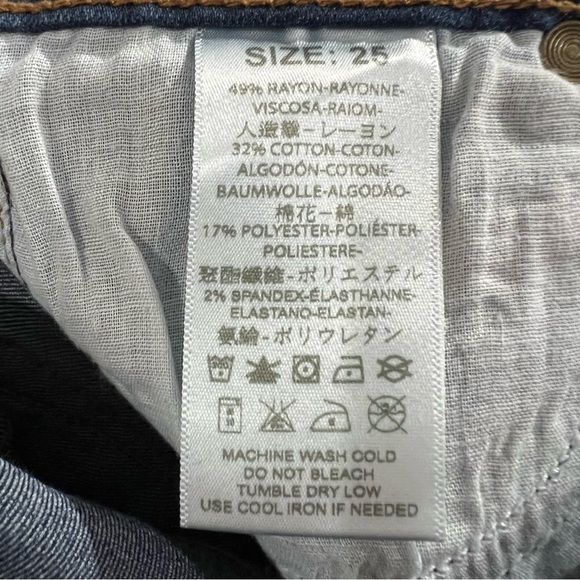 SIZE: 25
49% RAYON-RAYONNE-
VISCOSA-RAIOM-
人造纖-レーヨン
32% COTTON-COTON-
ALGODÓN-COTONE-
BAUMWOLLE-ALGODÃO-
棉花-綿
17% POLYESTER-POLIÉSTER-
POLIESTERE-
聚酯纖維-ポリエステル
2% SPANDEX-ÉLASTHANNE-
ELASTANO-ELASTAN-
氨綸-ポリウレタン
MACHINE WASH COLD
DO NOT BLEACH
TUMBLE DRY LOW
USE COOL IRON IF NEEDED